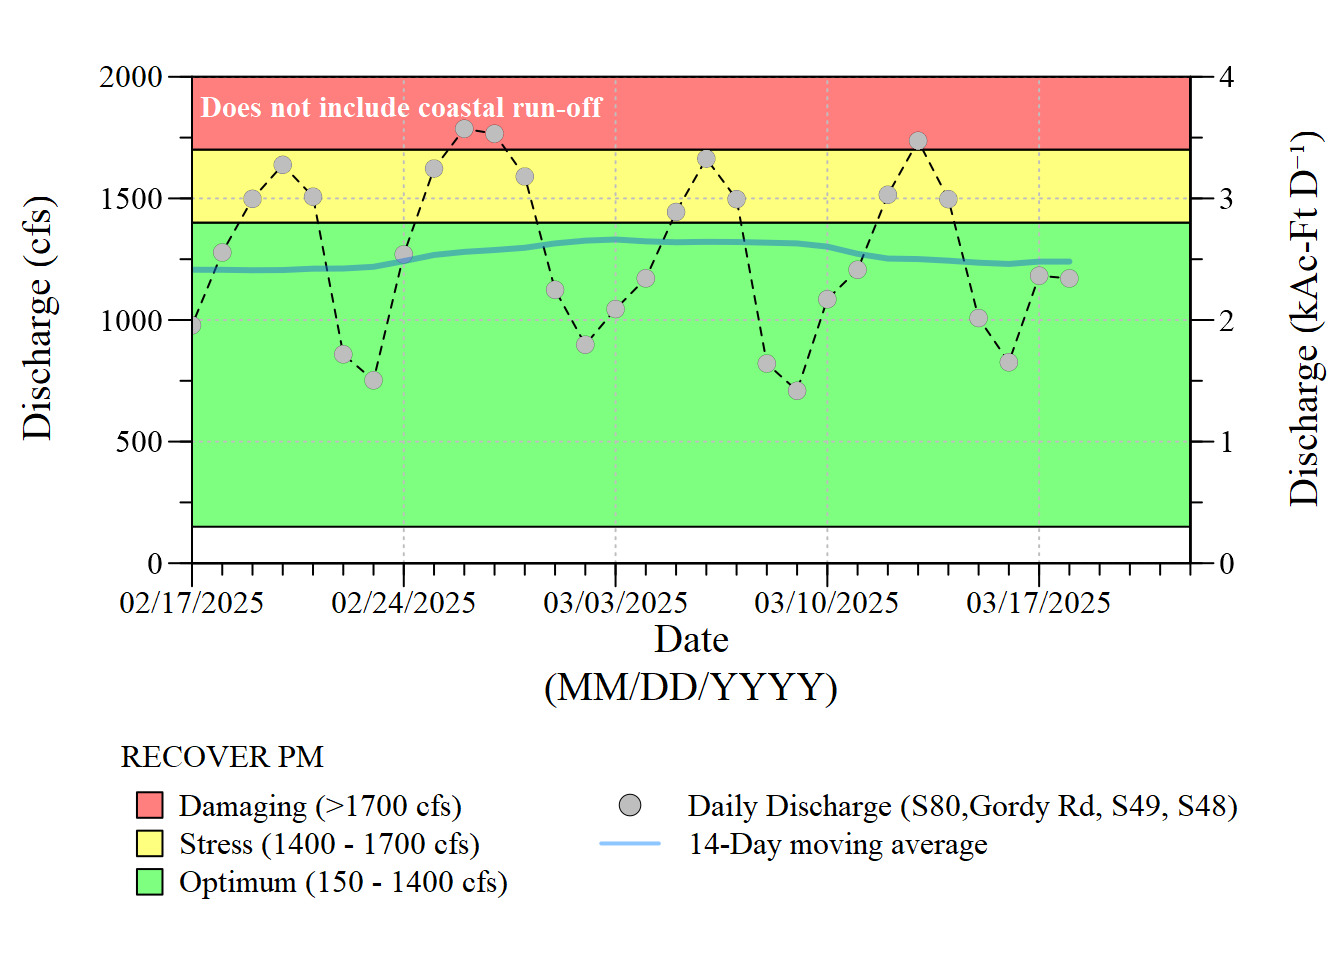 Does not include coastal run-off
2000
1500
1000
500
0
4
3
2
1
0
Discharge (cfs)
Discharge (kAc-Ft D⁻¹)
02/17/2025 02/24/2025 03/03/2025 03/10/2025 03/17/2025
Date
(MM/DD/YYYY)
RECOVER PM
Damaging (>1700 cfs)
Stress (1400 - 1700 cfs)
Optimum (150 - 1400 cfs)
Daily Discharge (S80,Gordy Rd, S49, S48)
14-Day moving average